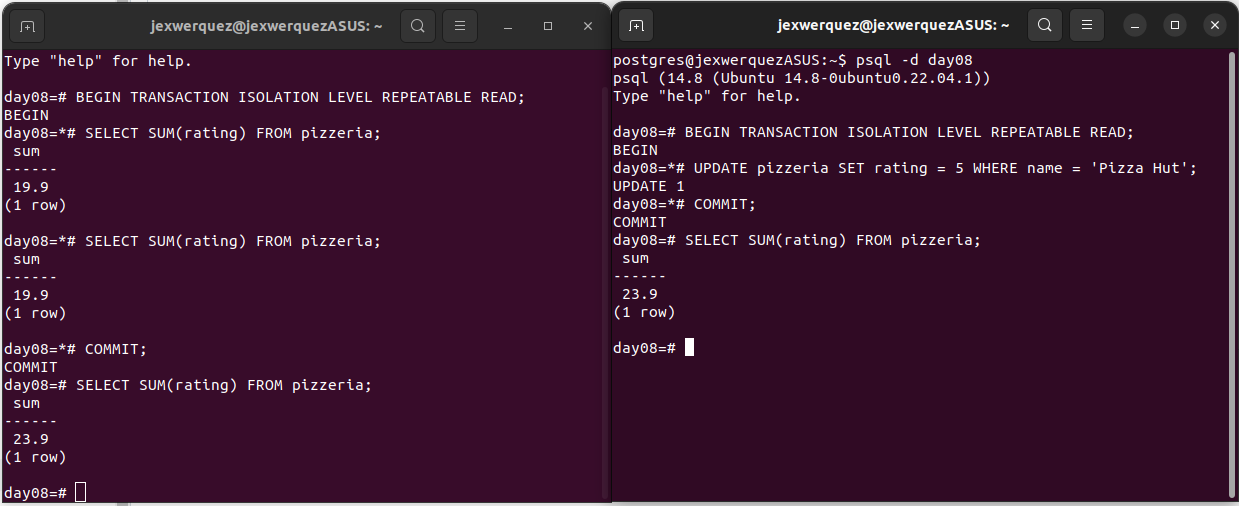 jexwerquez@jexwerquezASUS: ~
Type "help" for help.
day08=# BEGIN TRANSACTION ISOLATION LEVEL REPEATABLE READ;
BEGIN
day08=*# SELECT SUM(rating) FROM pizzeria;
 sum
------
 19.9
(1 row)
day08=*# SELECT SUM(rating) FROM pizzeria;
 sum
------
 19.9
(1 row)
day08=*# COMMIT;
COMMIT
day08=# SELECT SUM(rating) FROM pizzeria;
 sum
------
 23.9
(1 row)
day08=#
jexwerquez@jexwerquezASUS: ~
postgres@jexwerquezASUS:~$ psql -d day08
psql (14.8 (Ubuntu 14.8-0ubuntu0.22.04.1))
Type "help" for help.
day08=# BEGIN TRANSACTION ISOLATION LEVEL REPEATABLE READ;
BEGIN
day08=*# UPDATE pizzeria SET rating = 5 WHERE name = 'Pizza Hut';
UPDATE 1
day08=*# COMMIT;
COMMIT
day08=# SELECT SUM(rating) FROM pizzeria;
 sum
------
 23.9
(1 row)
day08=#